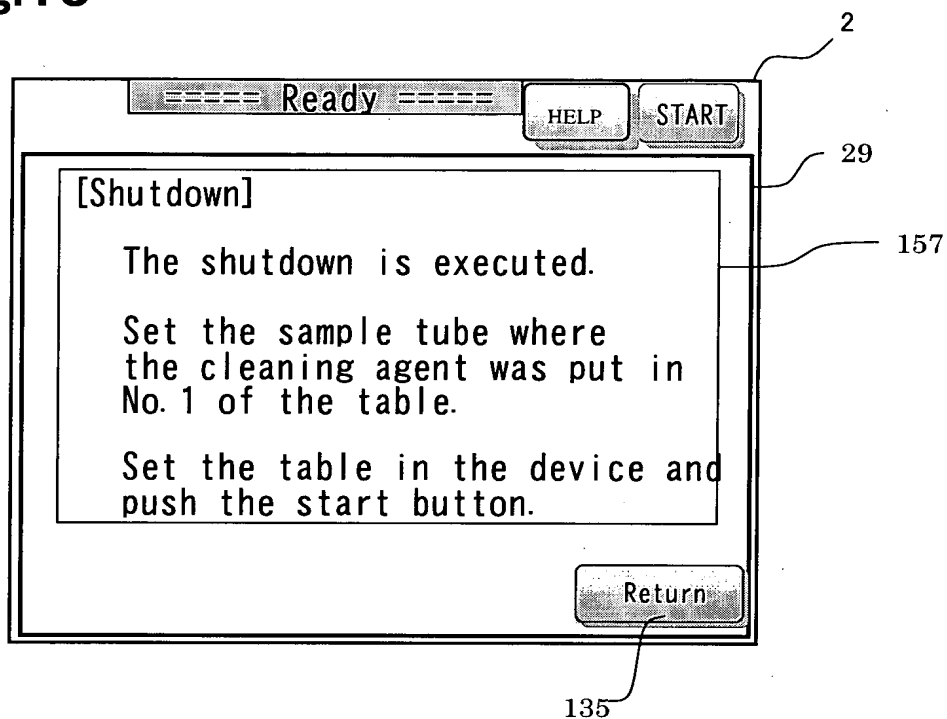 2
===== Ready ===== HELP START
29
[Shutdown]
157
The shutdown is executed.
Set the sample tube where
the cleaning agent was put in
No. 1 of the table.
Set the table in the device and
push the start button.
Return
135